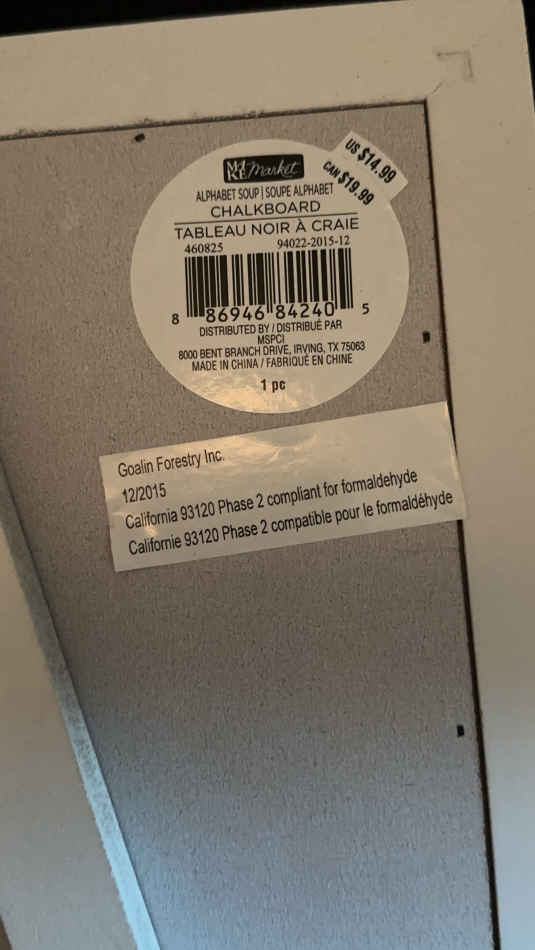 MAKE Market
US $14.99
CAN $19.99
ALPHABET SOUP | SOUPE ALPHABET
CHALKBOARD
TABLEAU NOIR À CRAIE
460825 94022-2015-12
8 86946 84240 5
DISTRIBUTED BY / DISTRIBUÉ PAR
MSPCI
8000 BENT BRANCH DRIVE, IRVING, TX 75063
MADE IN CHINA / FABRIQUÉ EN CHINE
1 pc
Goalin Forestry Inc.
12/2015
California 93120 Phase 2 compliant for formaldehyde
Californie 93120 Phase 2 compatible pour le formaldéhyde